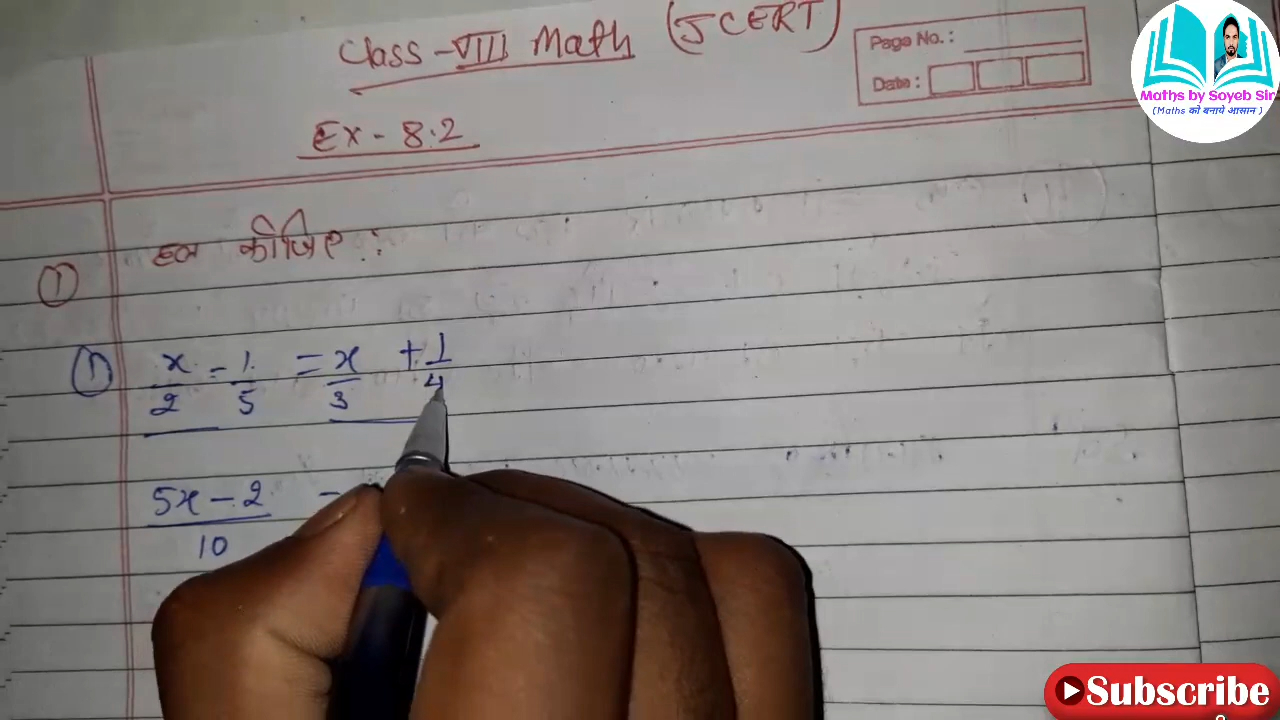 Class - VIII Math (JCERT)
Page No. :
Date :
Maths by Soyeb Sir
(Maths को बनाये आसान)
Ex - 8.2
① हल कीजिए :
① x/2 - 1/5 = x/3 + 1/4
5x - 2 / 10 =
Subscribe